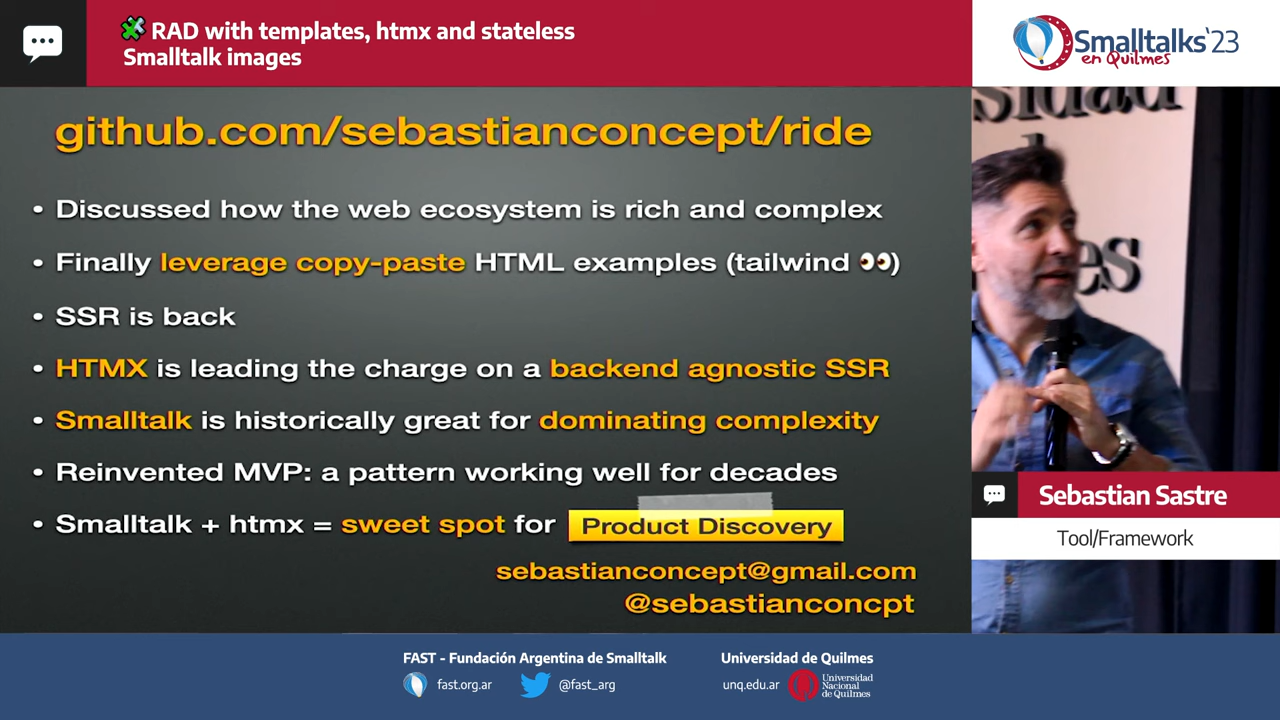 RAD with templates, htmx and stateless
Smalltalk images
Smalltalks'23
en Quilmes
github.com/sebastianconcept/ride
• Discussed how the web ecosystem is rich and complex
• Finally leverage copy-paste HTML examples (tailwind 👀)
• SSR is back
• HTMX is leading the charge on a backend agnostic SSR
• Smalltalk is historically great for dominating complexity
• Reinvented MVP: a pattern working well for decades
• Smalltalk + htmx = sweet spot for Product Discovery
sebastianconcept@gmail.com
@sebastianconcpt
Sebastian Sastre
Tool/Framework
FAST - Fundación Argentina de Smalltalk
fast.org.ar
@fast_arg
Universidad de Quilmes
unq.edu.ar
Universidad
Nacional
de Quilmes